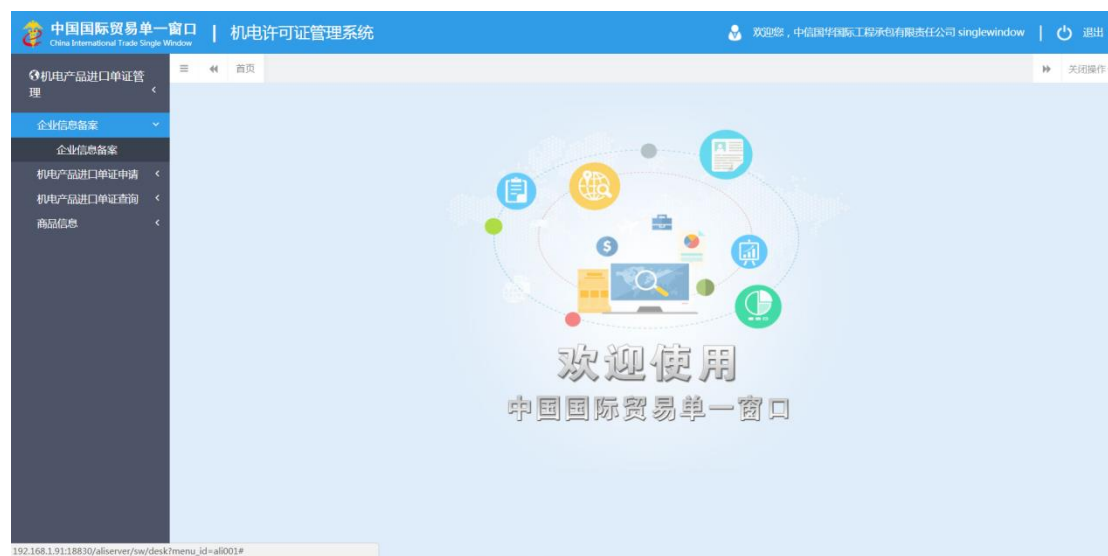 中国国际贸易单一窗口 | 机电许可证管理系统
China International Trade Single Window
欢迎您，中信国华国际工程承包有限责任公司 singlewindow | 退出
机电产品进口单证管理
首页
关闭操作
企业信息备案
企业信息备案
机电产品进口单证申请
机电产品进口单证查询
商品信息
欢迎使用
中国国际贸易单一窗口
192.168.1.91:18830/aliserver/sw/desk?menu_id=ali001#